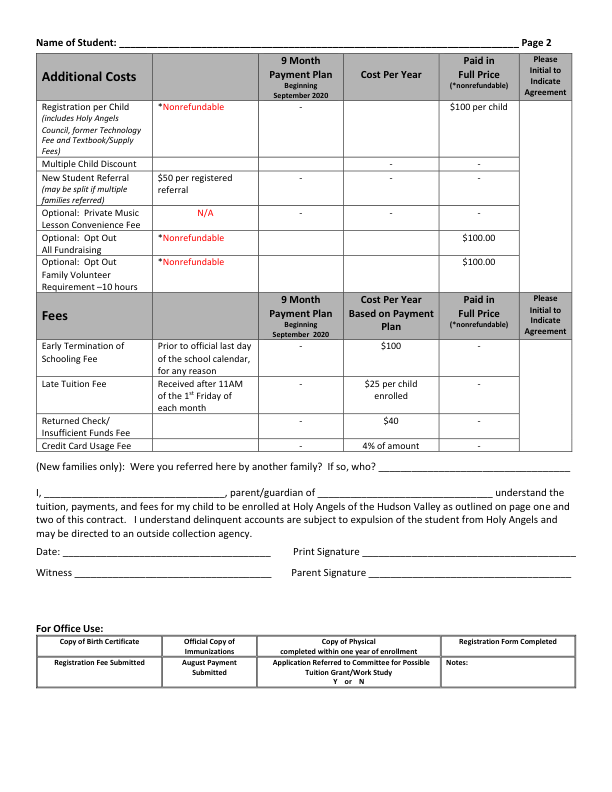 Name of Student: ___________________________________________________________________________ Page 2
Additional Costs
9 Month
Payment Plan
Beginning
September 2020
Cost Per Year
Paid in
Full Price
(*nonrefundable)
Please
Initial to
Indicate
Agreement
Registration per Child
(includes Holy Angels
Council, former Technology
Fee and Textbook/Supply
Fees)
*Nonrefundable
-
$100 per child
Multiple Child Discount
-
-
New Student Referral
(may be split if multiple
families referred)
$50 per registered
referral
-
-
-
Optional: Private Music
Lesson Convenience Fee
N/A
-
-
-
Optional: Opt Out
All Fundraising
*Nonrefundable
$100.00
Optional: Opt Out
Family Volunteer
Requirement –10 hours
*Nonrefundable
$100.00
Fees
9 Month
Payment Plan
Beginning
September 2020
Cost Per Year
Based on Payment
Plan
Paid in
Full Price
(*nonrefundable)
Please
Initial to
Indicate
Agreement
Early Termination of
Schooling Fee
Prior to official last day
of the school calendar,
for any reason
-
$100
-
Late Tuition Fee
Received after 11AM
of the 1st Friday of
each month
-
$25 per child
enrolled
-
Returned Check/
Insufficient Funds Fee
-
$40
-
Credit Card Usage Fee
-
4% of amount
-
(New families only): Were you referred here by another family? If so, who? ___________________________________
I, _________________________________, parent/guardian of ________________________________ understand the
tuition, payments, and fees for my child to be enrolled at Holy Angels of the Hudson Valley as outlined on page one and
two of this contract. I understand delinquent accounts are subject to expulsion of the student from Holy Angels and
may be directed to an outside collection agency.
Date: ______________________________________ Print Signature _______________________________________
Witness ____________________________________ Parent Signature _____________________________________
For Office Use:
Copy of Birth Certificate
Official Copy of
Immunizations
Copy of Physical
completed within one year of enrollment
Registration Form Completed
Registration Fee Submitted
August Payment
Submitted
Application Referred to Committee for Possible
Tuition Grant/Work Study
Y or N
Notes: